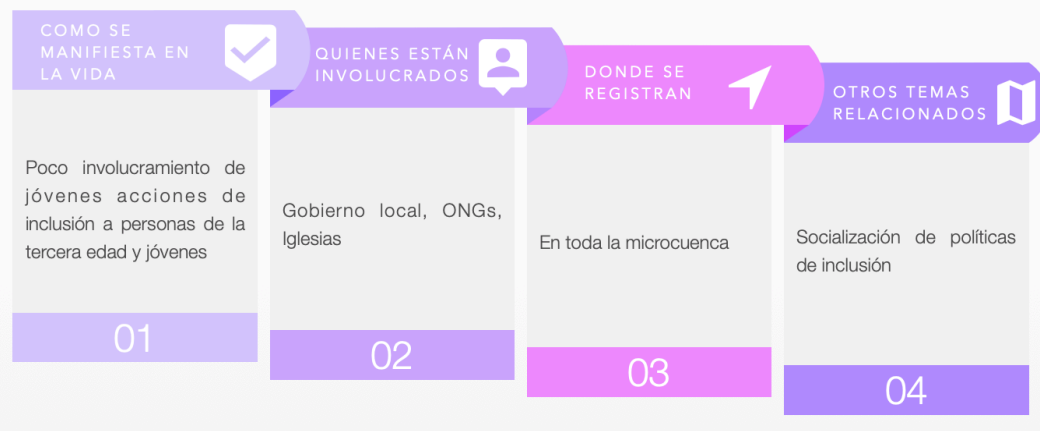 COMO SE
MANIFIESTA EN
LA VIDA
Poco involucramiento de
jóvenes acciones de
inclusión a personas de la
tercera edad y jóvenes
01
QUIENES ESTÁN
INVOLUCRADOS
Gobierno local, ONGs,
Iglesias
02
DONDE SE
REGISTRAN
En toda la microcuenca
03
OTROS TEMAS
RELACIONADOS
Socialización de políticas
de inclusión
04